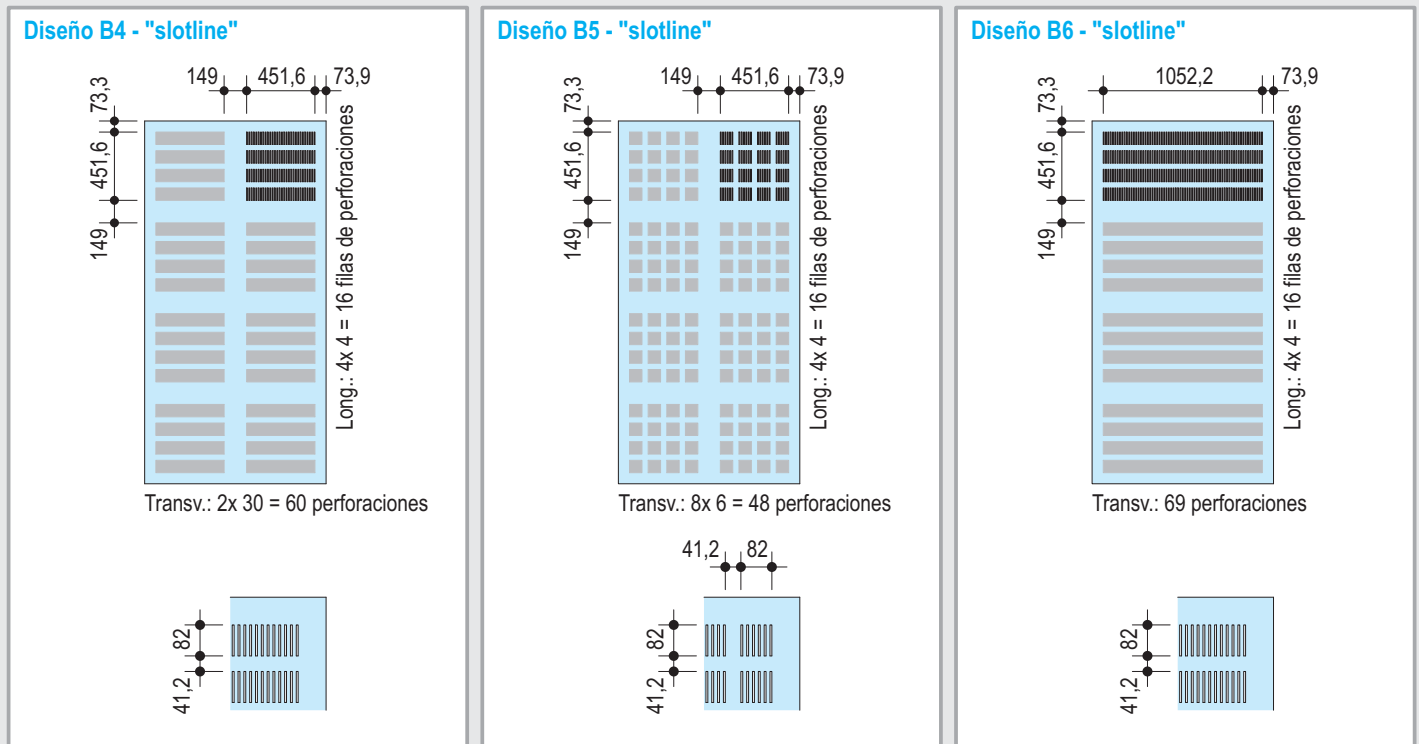 Diseño B4 - "slotline"
149 451,6 73,9
73,3
451,6
149
Long.: 4x 4 = 16 filas de perforaciones
Transv.: 2x 30 = 60 perforaciones
82
41,2
Diseño B5 - "slotline"
149 451,6 73,9
73,3
451,6
149
Long.: 4x 4 = 16 filas de perforaciones
Transv.: 8x 6 = 48 perforaciones
41,2 82
82
41,2
Diseño B6 - "slotline"
1052,2 73,9
73,3
451,6
149
Long.: 4x 4 = 16 filas de perforaciones
Transv.: 69 perforaciones
82
41,2